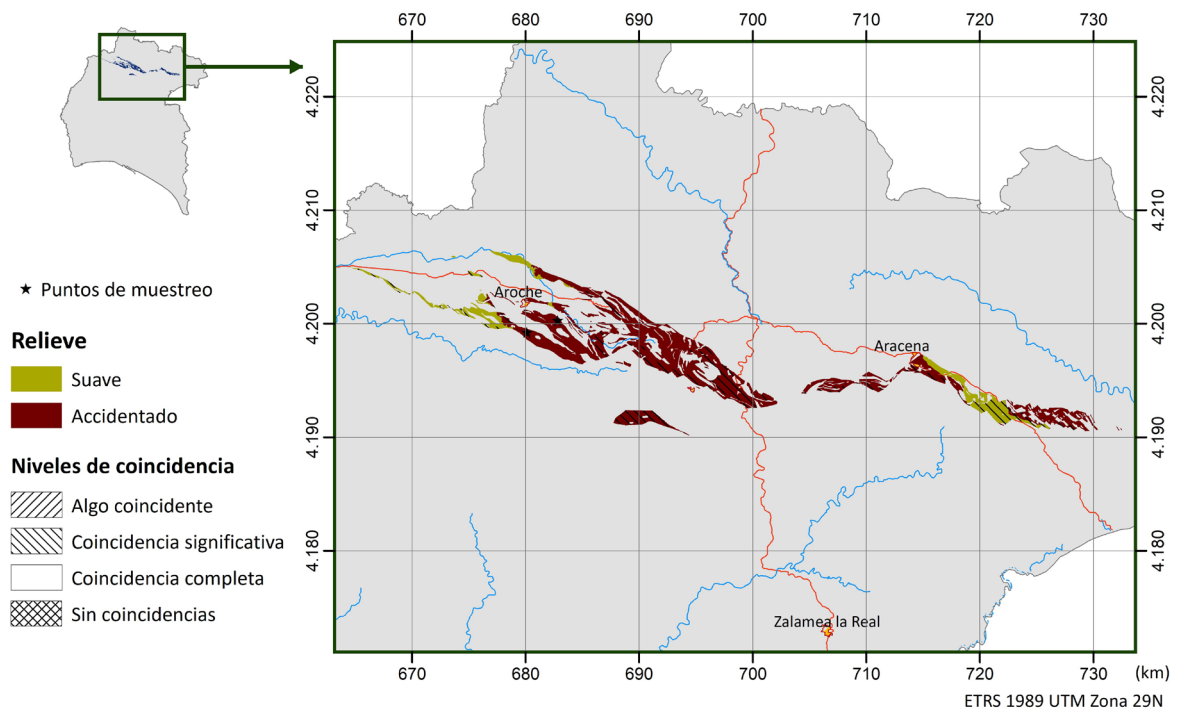 670 680 690 700 710 720 730
4.220
4.220
4.210
4.210
4.200
4.200
4.190
4.190
4.180
4.180
Aroche
Aracena
Zalamea la Real
Puntos de muestreo
Relieve
Suave
Accidentado
Niveles de coincidencia
Algo coincidente
Coincidencia significativa
Coincidencia completa
Sin coincidencias
670 680 690 700 710 720 730 (km)
ETRS 1989 UTM Zona 29N